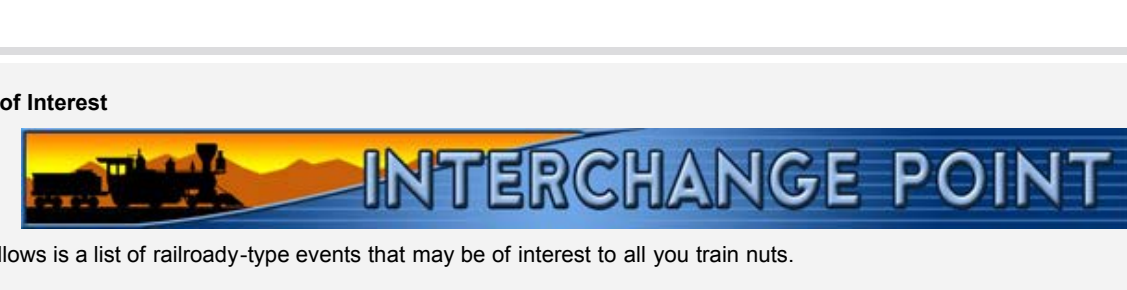 of Interest
INTERCHANGE POINT
llows is a list of railroady-type events that may be of interest to all you train nuts.